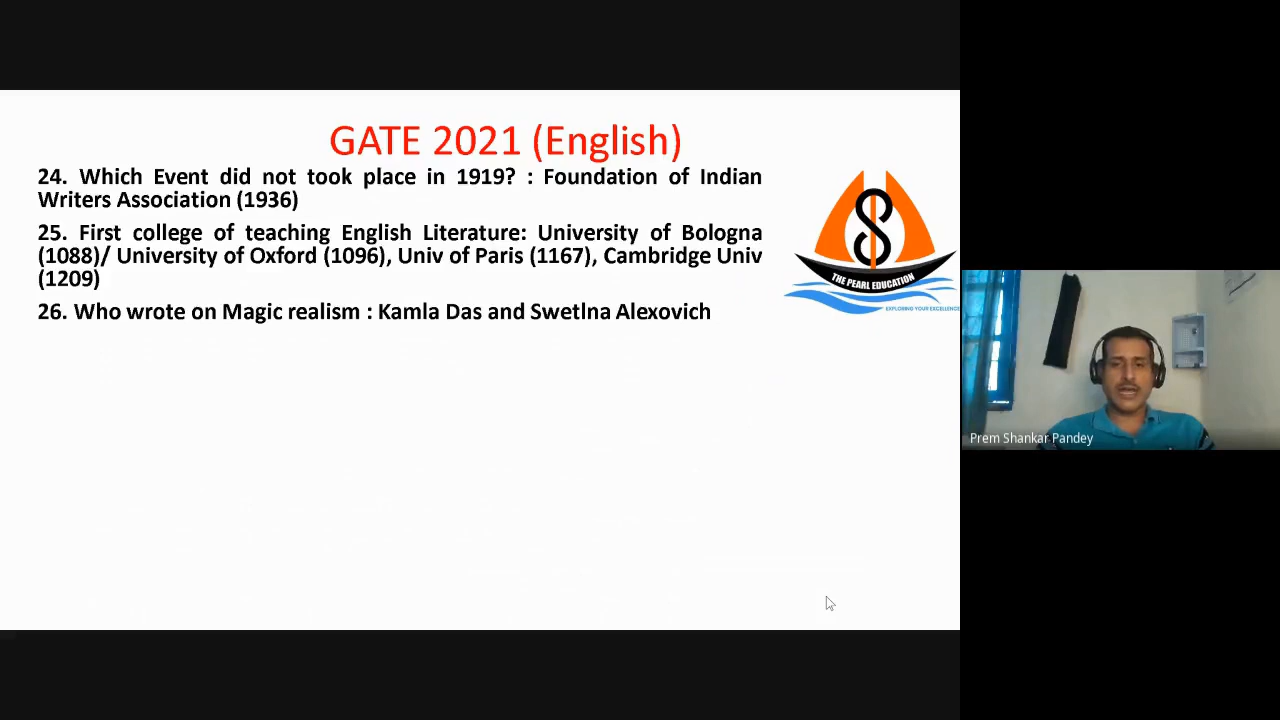 GATE 2021 (English)
24. Which Event did not took place in 1919? : Foundation of Indian
Writers Association (1936)
25. First college of teaching English Literature: University of Bologna
(1088)/ University of Oxford (1096), Univ of Paris (1167), Cambridge Univ
(1209)
26. Who wrote on Magic realism : Kamla Das and Swetlna Alexovich
THE PEARL EDUCATION
EXPLORING YOUR EXCELLENCE
Prem Shankar Pandey